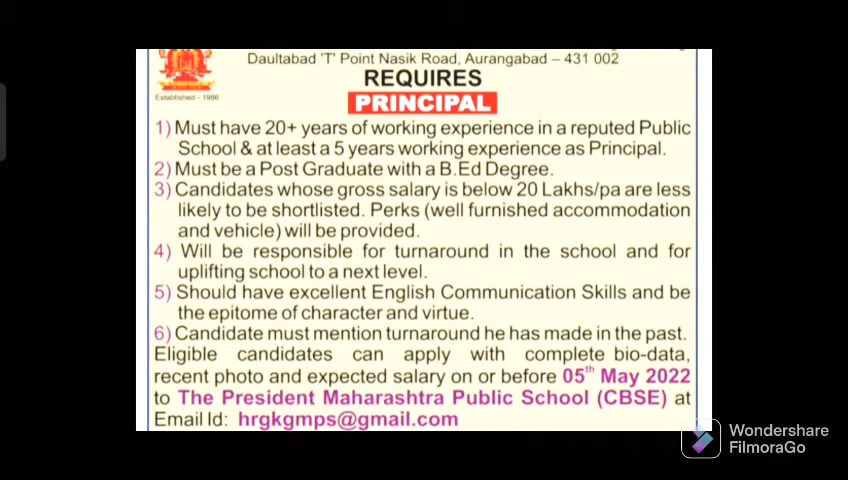 Daultabad 'T' Point Nasik Road, Aurangabad – 431 002
REQUIRES
Established - 1986
PRINCIPAL
1) Must have 20+ years of working experience in a reputed Public
School & at least a 5 years working experience as Principal.
2) Must be a Post Graduate with a B.Ed Degree.
3) Candidates whose gross salary is below 20 Lakhs/pa are less
likely to be shortlisted. Perks (well furnished accommodation
and vehicle) will be provided.
4) Will be responsible for turnaround in the school and for
uplifting school to a next level.
5) Should have excellent English Communication Skills and be
the epitome of character and virtue.
6) Candidate must mention turnaround he has made in the past.
Eligible candidates can apply with complete bio-data,
recent photo and expected salary on or before 05th May 2022
to The President Maharashtra Public School (CBSE) at
Email Id: hrgkgmps@gmail.com
Wondershare
FilmoraGo